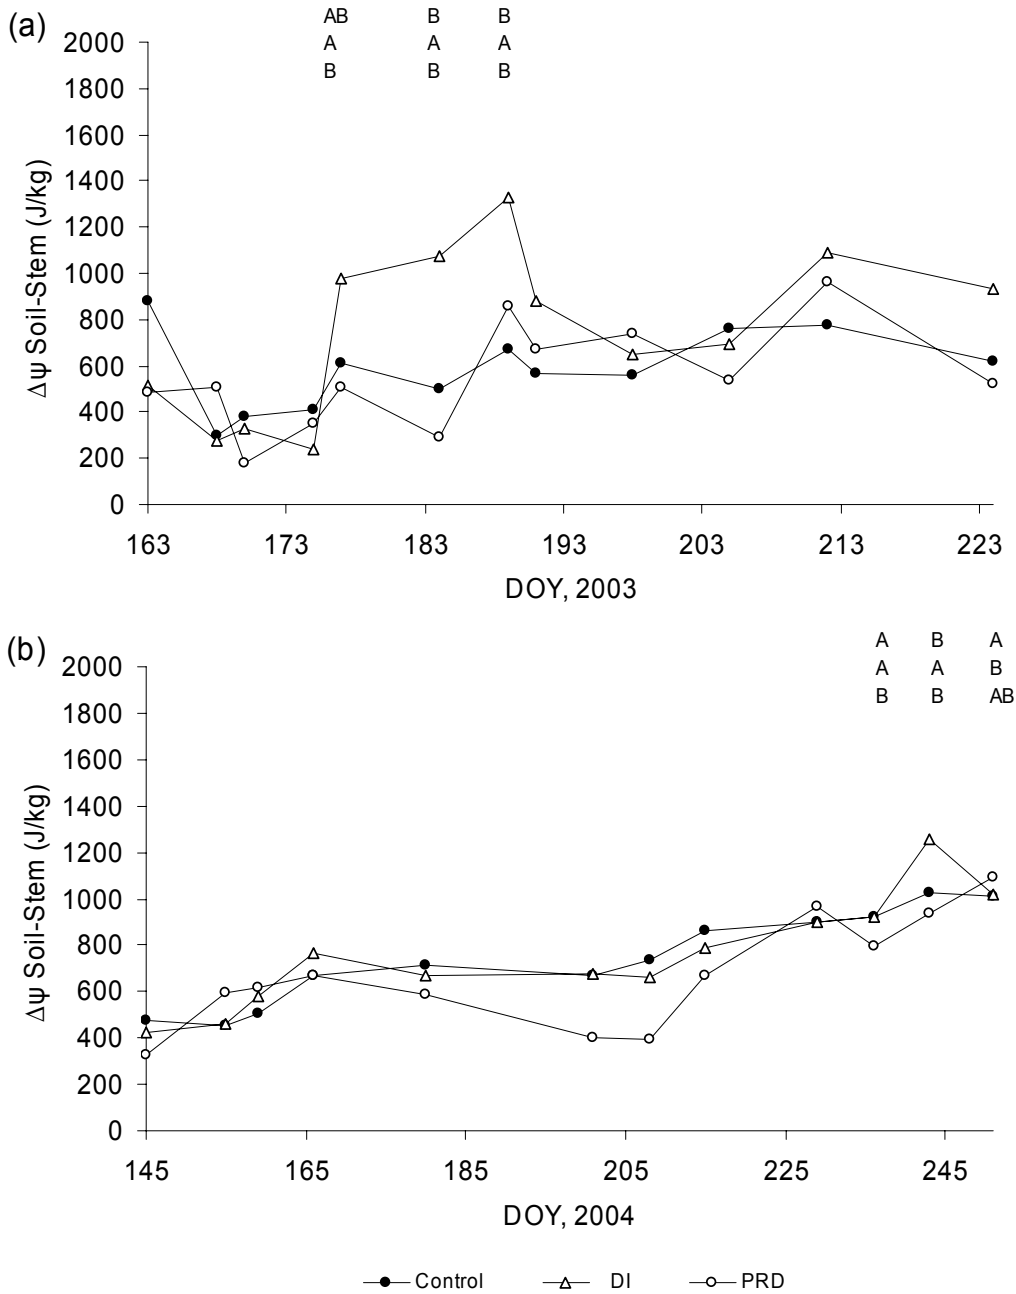 (a)
AB B B
A A A
B B B
2000
1800
1600
1400
1200
1000
800
600
400
200
0
Δψ Soil-Stem (J/kg)
163 173 183 193 203 213 223
DOY, 2003
(b)
A B A
A A B
B B AB
2000
1800
1600
1400
1200
1000
800
600
400
200
0
Δψ Soil-Stem (J/kg)
145 165 185 205 225 245
DOY, 2004
Control DI PRD